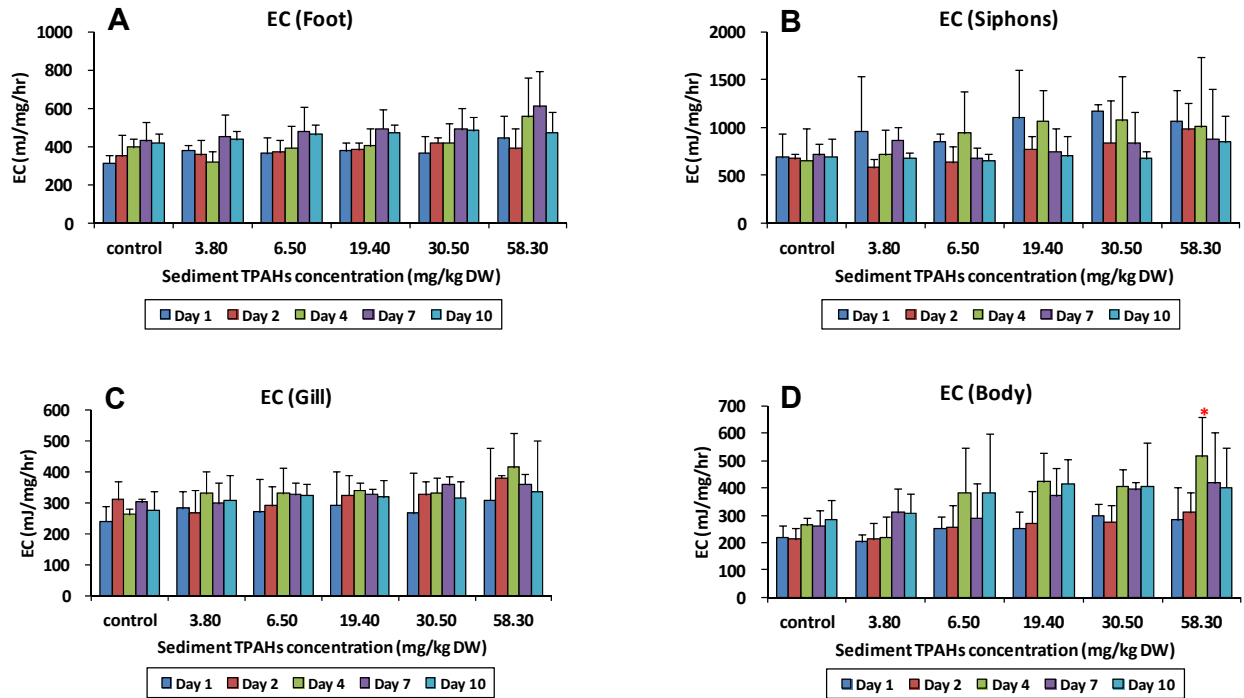 A EC (Foot)
1000
800
600
400
200
0
EC (mJ/mg/hr)
control 3.80 6.50 19.40 30.50 58.30
Sediment TPAHs concentration (mg/kg DW)
Day 1 Day 2 Day 4 Day 7 Day 10
B EC (Siphons)
2000
1500
1000
500
0
EC (mJ/mg/hr)
control 3.80 6.50 19.40 30.50 58.30
Sediment TPAHs concentration (mg/kg DW)
Day 1 Day 2 Day 4 Day 7 Day 10
C EC (Gill)
600
500
400
300
200
100
0
EC (mJ/mg/hr)
control 3.80 6.50 19.40 30.50 58.30
Sediment TPAHs concentration (mg/kg DW)
Day 1 Day 2 Day 4 Day 7 Day 10
D EC (Body)
700
600
500
400
300
200
100
0
EC (mJ/mg/hr)
*
control 3.80 6.50 19.40 30.50 58.30
Sediment TPAHs concentration (mg/kg DW)
Day 1 Day 2 Day 4 Day 7 Day 10